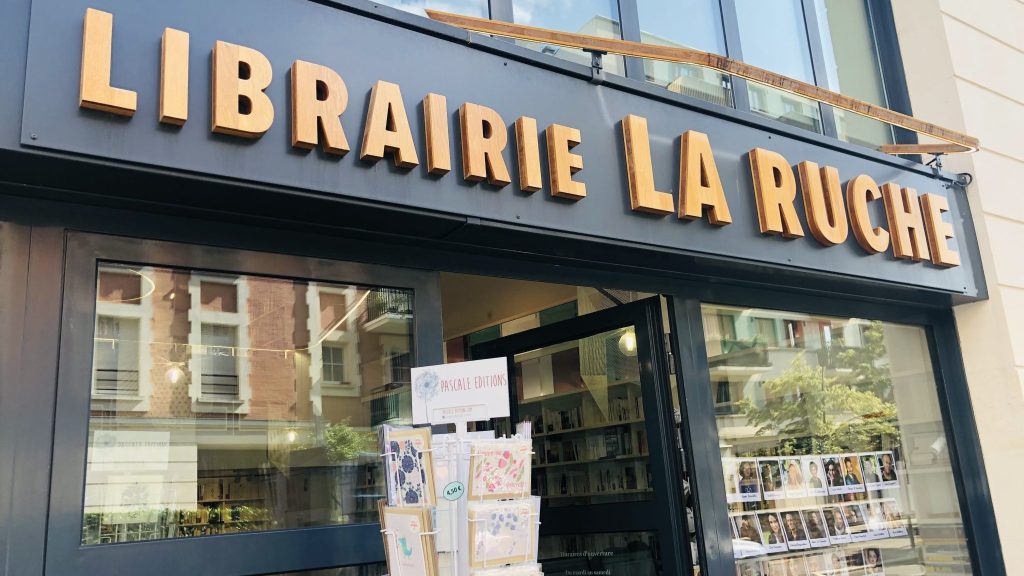 LIBRAIRIE LA RUCHE
PASCALE EDITIONS
4,50€
Horaires d'ouverture
Du mardi au samedi